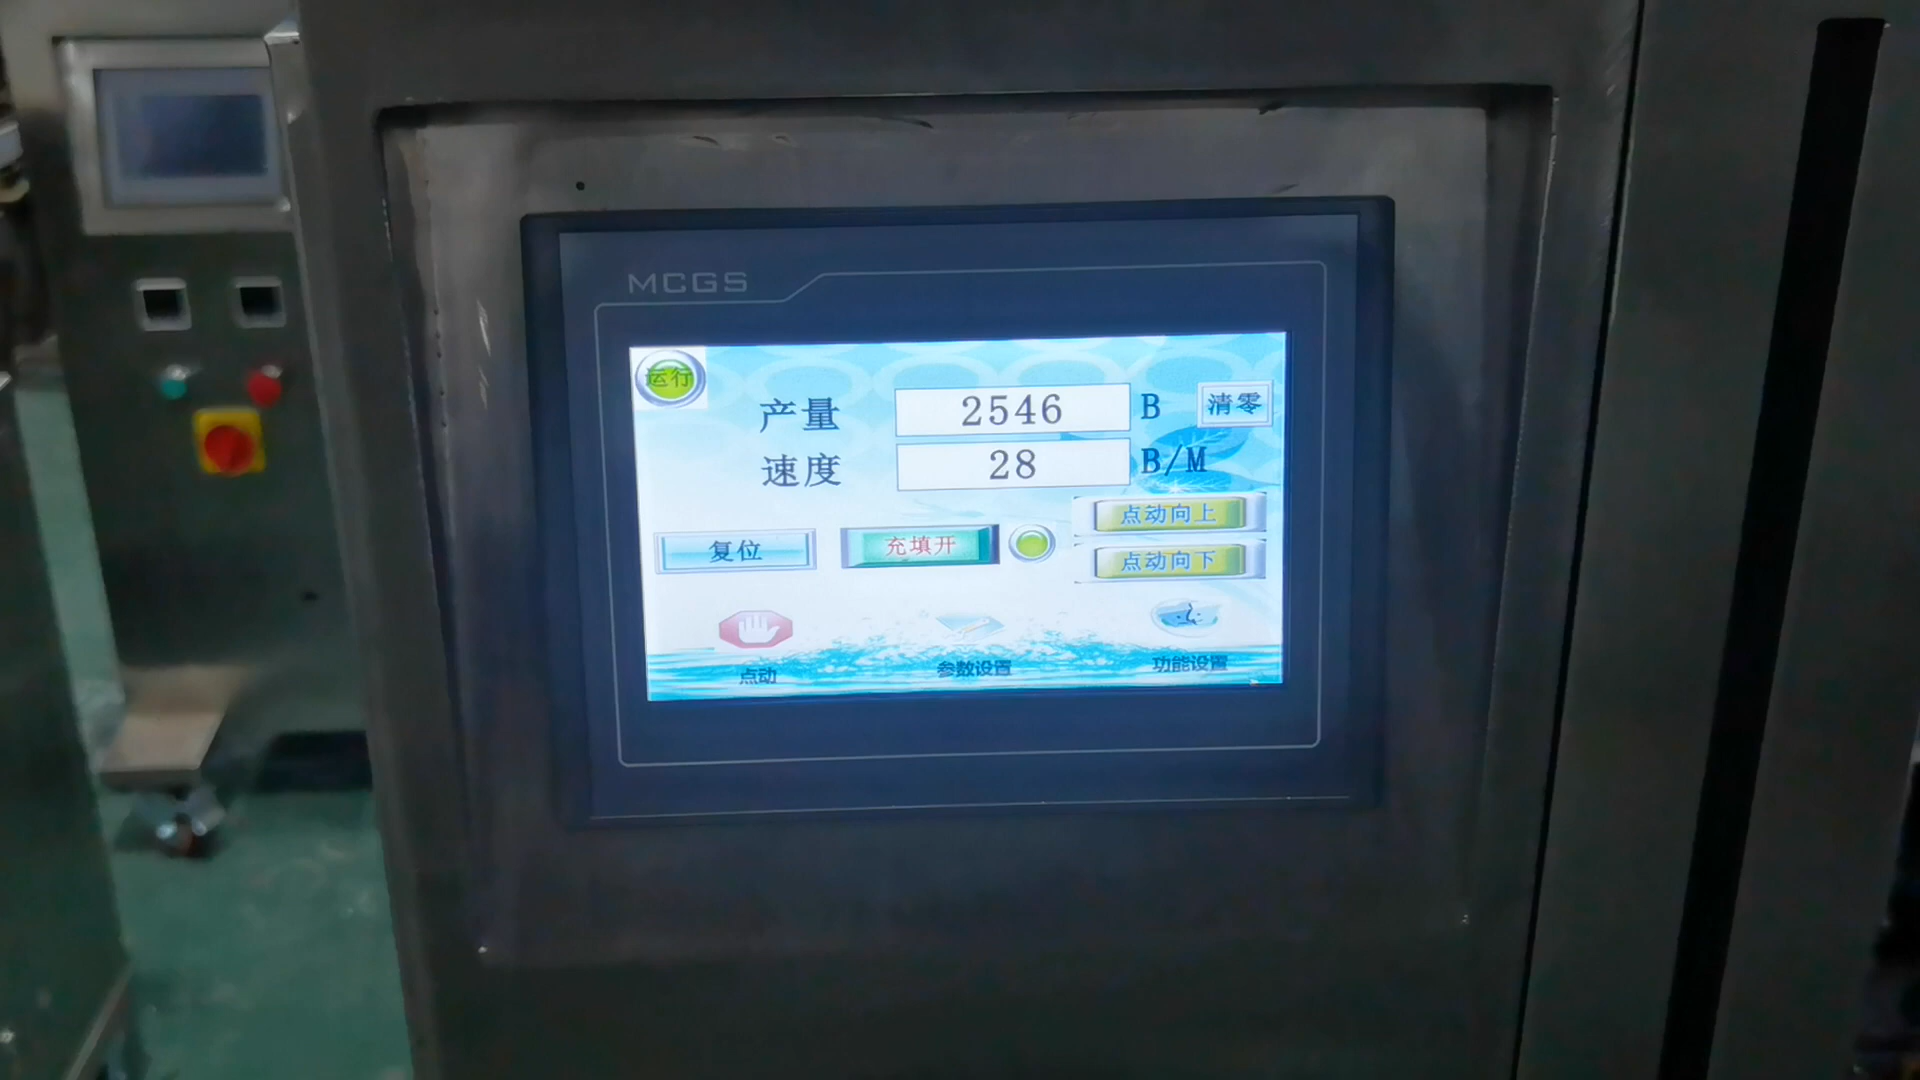 MCGS
运行
产量 2546 B 清零
速度 28 B/M
点动向上
复位 充填开
点动向下
点动 参数设置 功能设置